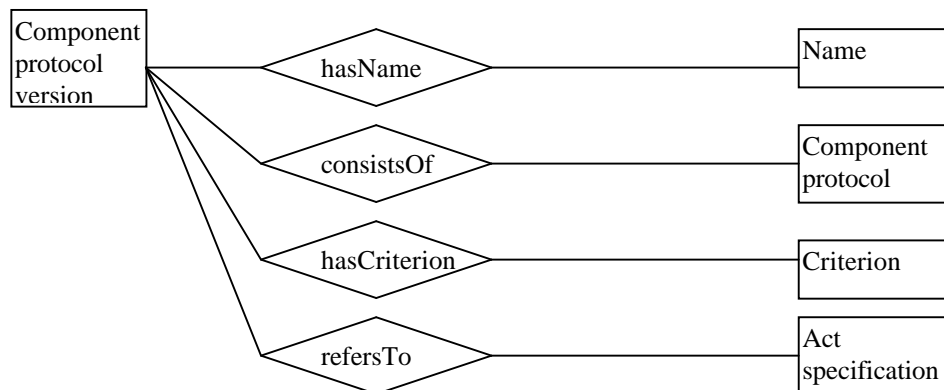 Component
protocol
version
hasName
Name
consistsOf
Component
protocol
hasCriterion
Criterion
refersTo
Act
specification